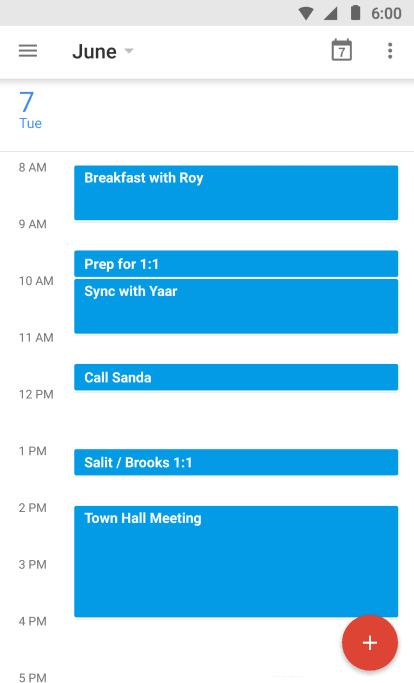 6:00
June
7
7
Tue
8 AM
Breakfast with Roy
9 AM
Prep for 1:1
10 AM
Sync with Yaar
11 AM
Call Sanda
12 PM
1 PM
Salit / Brooks 1:1
2 PM
Town Hall Meeting
3 PM
4 PM
5 PM